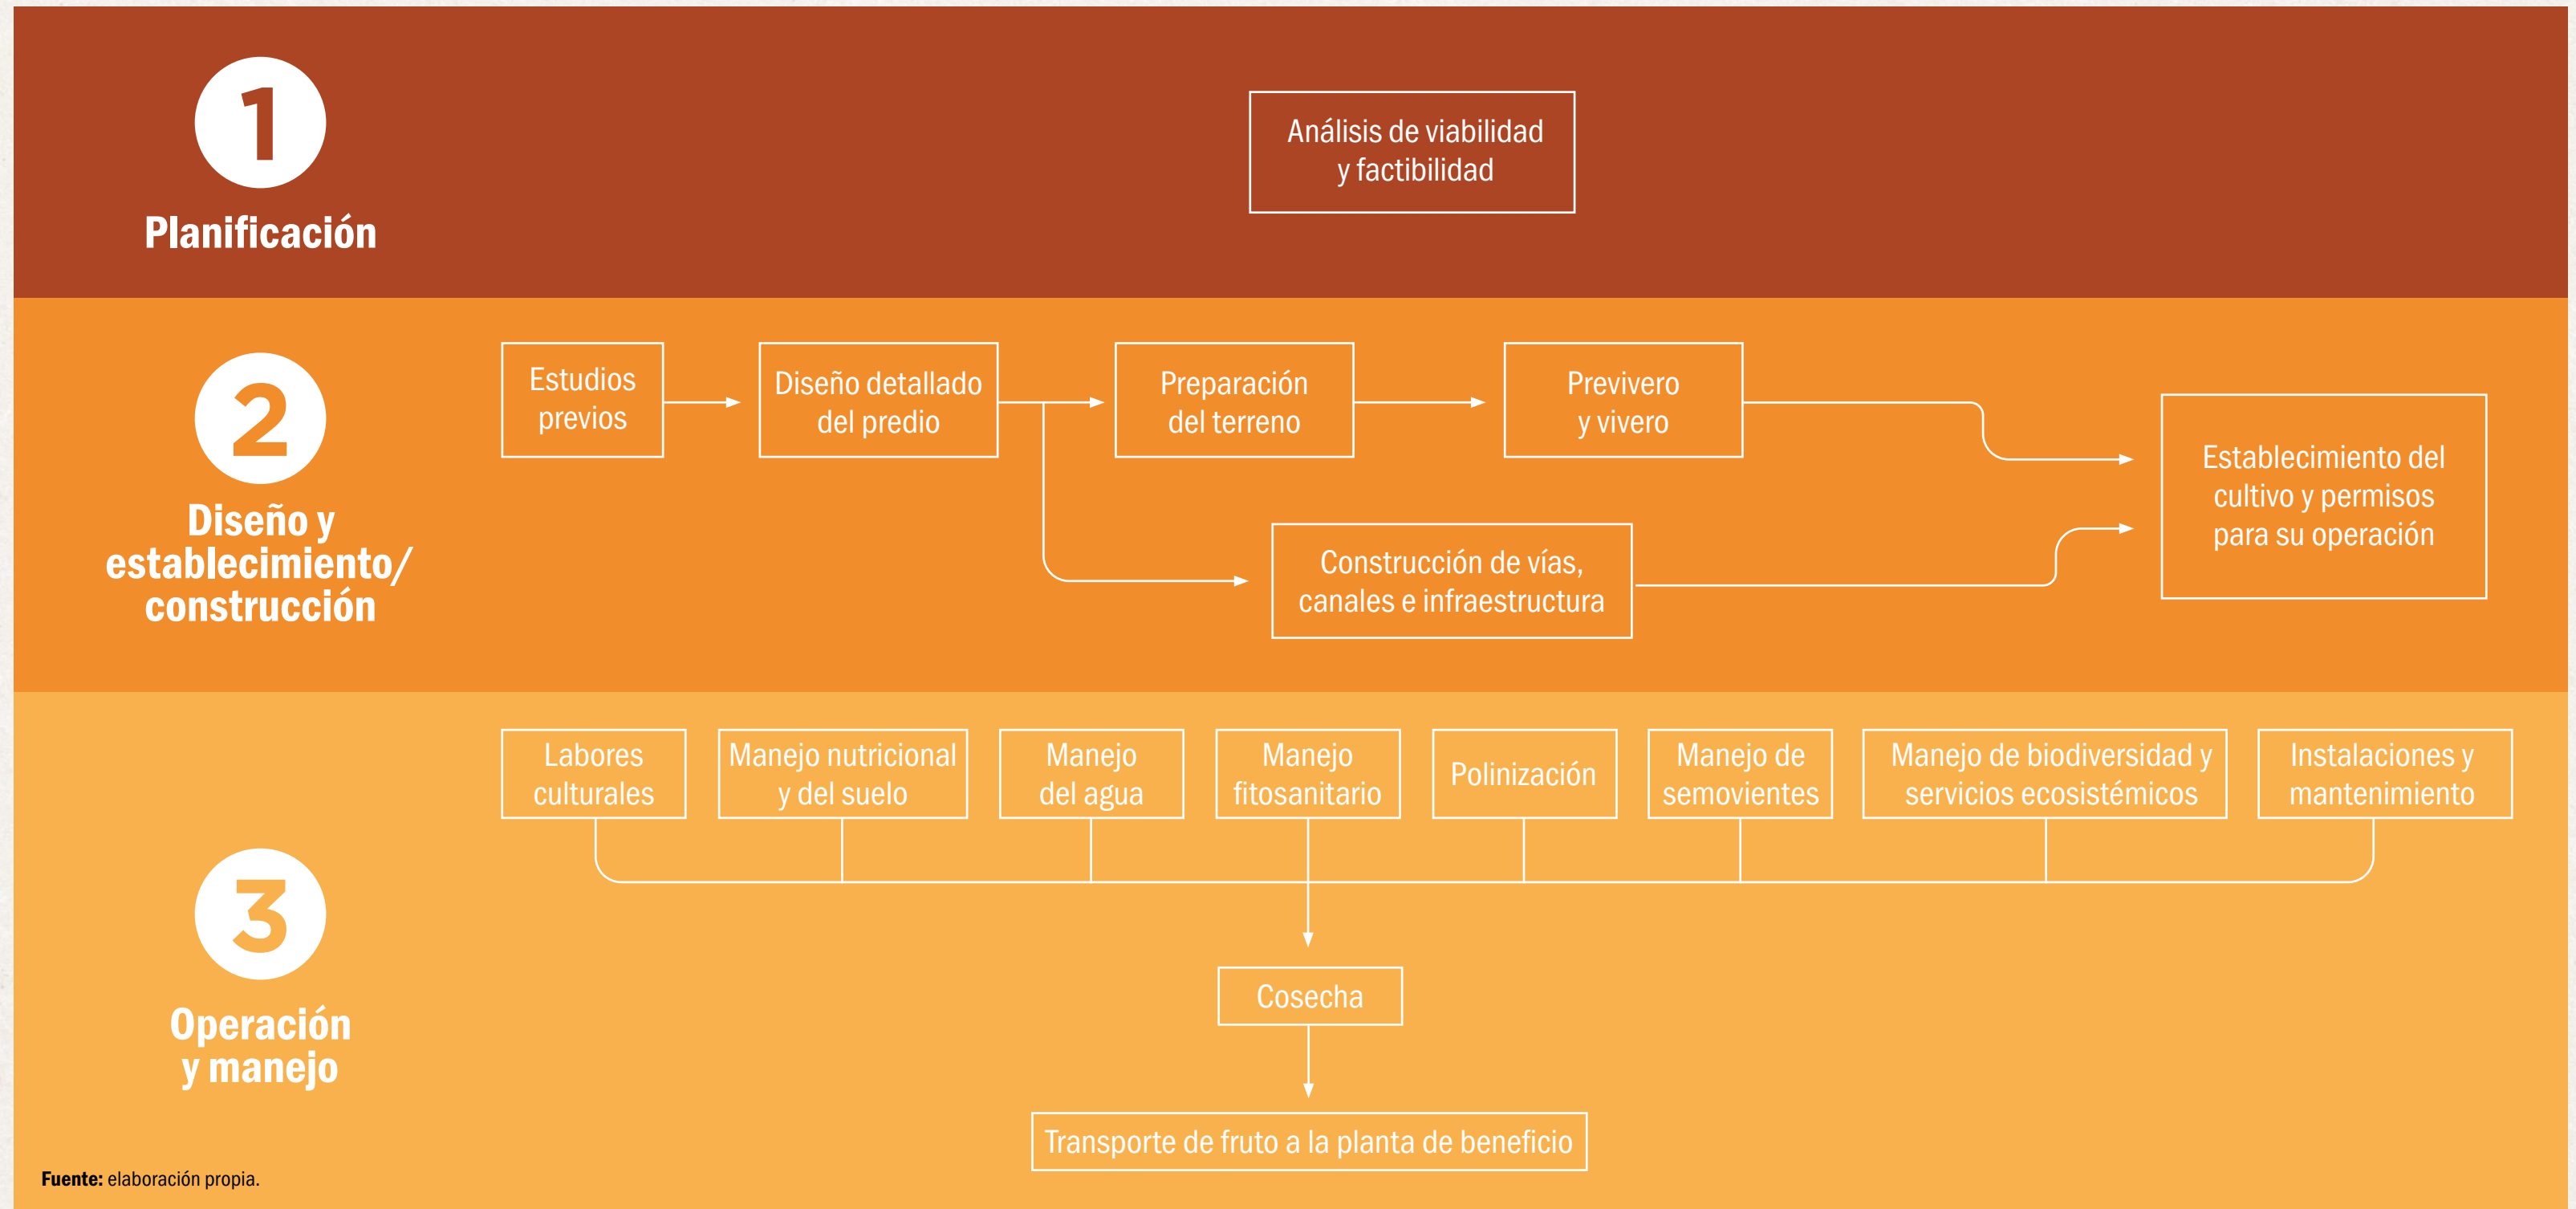 1
Planificación
Análisis de viabilidad
y factibilidad
2
Diseño y
establecimiento/
construcción
Estudios
previos
Diseño detallado
del predio
Preparación
del terreno
Previvero
y vivero
Construcción de vías,
canales e infraestructura
Establecimiento del
cultivo y permisos
para su operación
3
Operación
y manejo
Labores
culturales
Manejo nutricional
y del suelo
Manejo
del agua
Manejo
fitosanitario
Polinización
Manejo de
semovientes
Manejo de biodiversidad y
servicios ecosistémicos
Instalaciones y
mantenimiento
Cosecha
Transporte de fruto a la planta de beneficio
Fuente: elaboración propia.